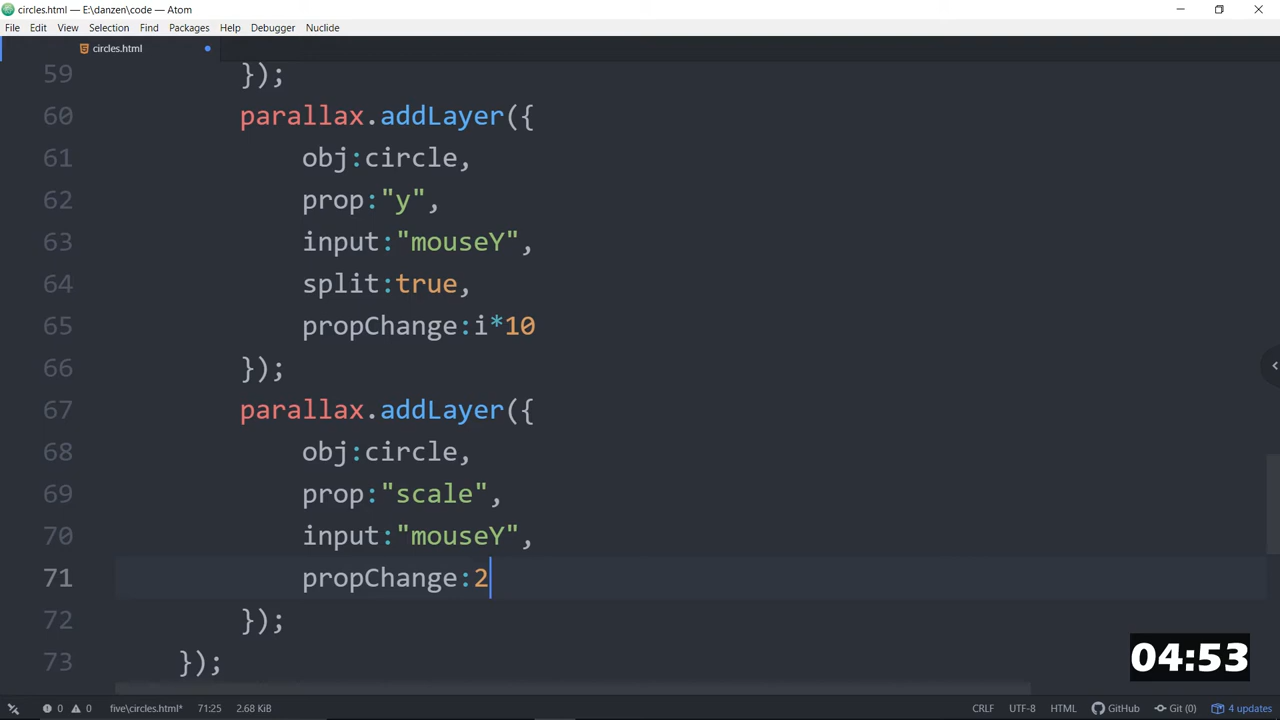 circles.html — E:\danzen\code — Atom
File Edit View Selection Find Packages Help Debugger Nuclide
circles.html
59 });
60 parallax.addLayer({
61 obj:circle,
62 prop:"y",
63 input:"mouseY",
64 split:true,
65 propChange:i*10
66 });
67 parallax.addLayer({
68 obj:circle,
69 prop:"scale",
70 input:"mouseY",
71 propChange:2
72 });
73 });
04:53
0 0 five\circles.html* 71:25 2.68 KiB CRLF UTF-8 HTML GitHub Git (0) 4 updates